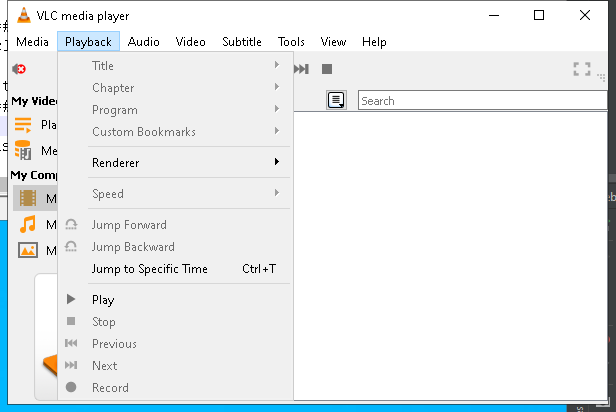 VLC media player
Media Playback Audio Video Subtitle Tools View Help
Title
Search
Chapter
My Vide
Program
Pla
Custom Bookmarks
Me
Renderer
My Comp
Speed
M
Jump Forward
M
Jump Backward
M
Jump to Specific Time Ctrl+T
Play
Stop
Previous
Next
Record